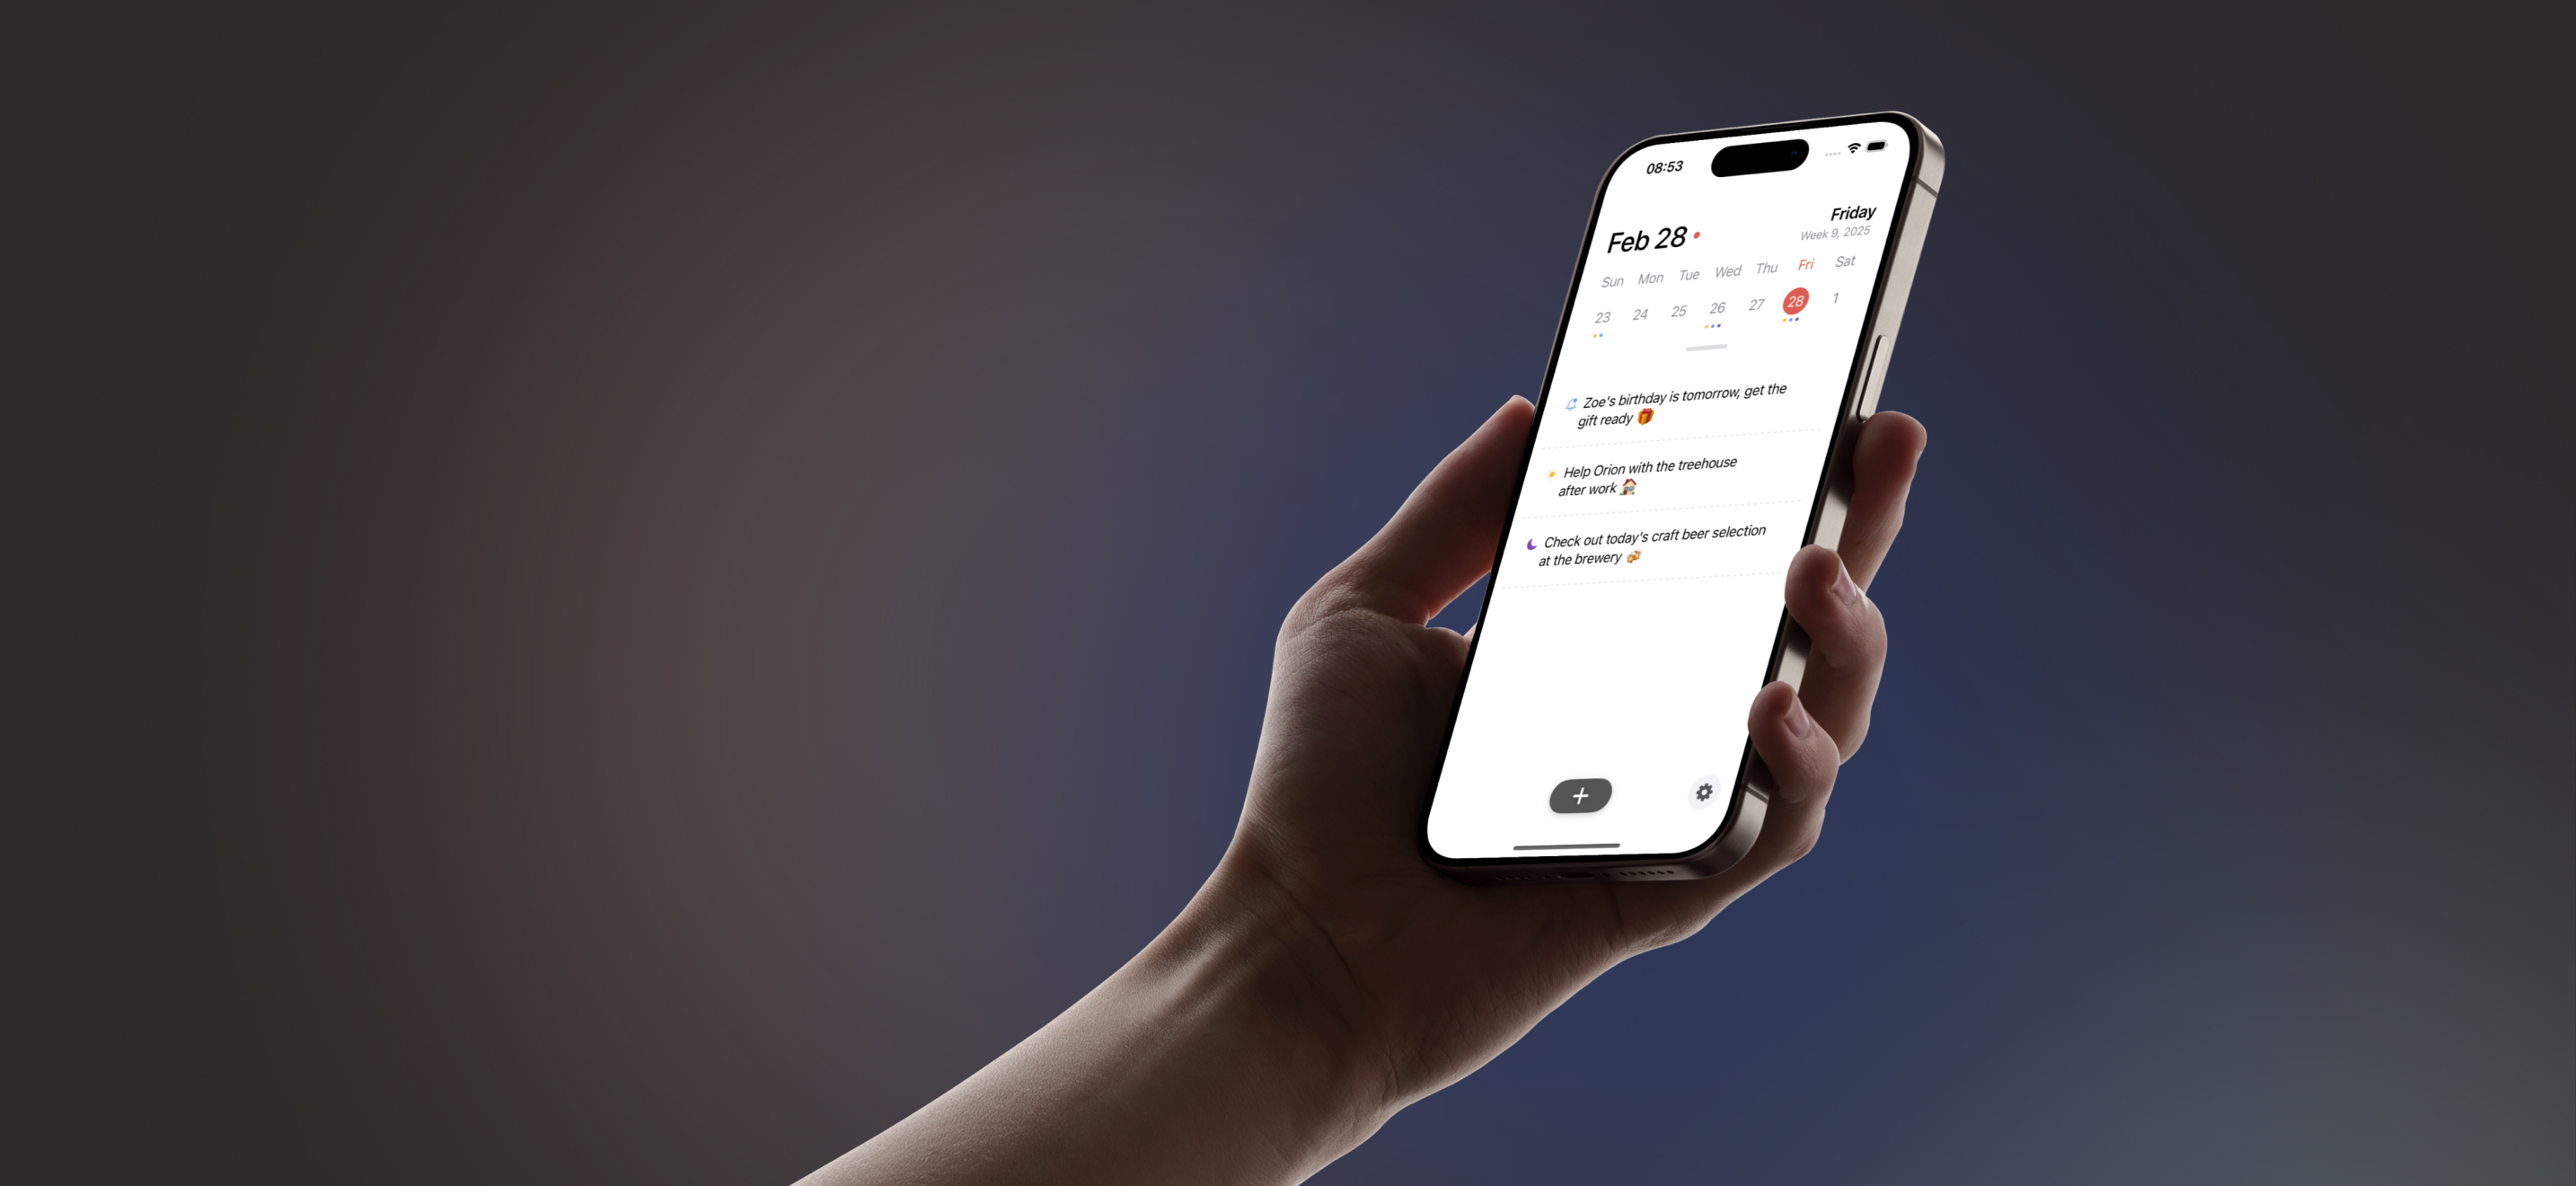 08:53
Friday
Feb 28
Week 9, 2025
Sun Mon Tue Wed Thu Fri Sat
23 24 25 26 27 28 1
Zoe's birthday is tomorrow, get the
gift ready 🎁
Help Orion with the treehouse
after work 🏠
Check out today's craft beer selection
at the brewery 🍻